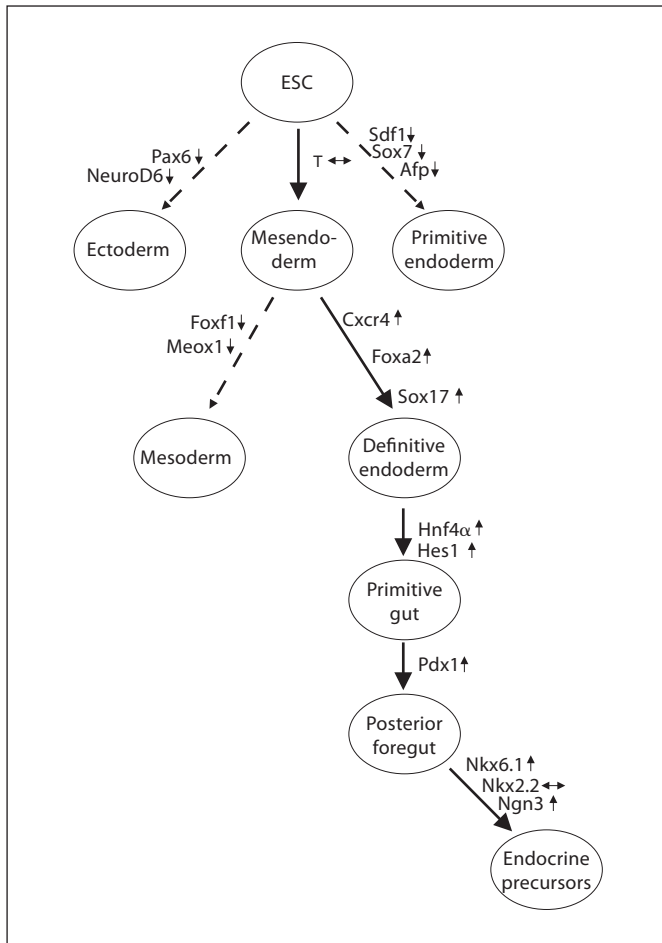 ESC
Pax6↓
NeuroD6↓
T ↔
Sdf1↓
Sox7↓
Afp↓
Ectoderm
Mesendo-
derm
Primitive
endoderm
Foxf1↓
Meox1↓
Cxcr4↑
Foxa2↑
Sox17↑
Mesoderm
Definitive
endoderm
Hnf4α↑
Hes1↑
Primitive
gut
Pdx1↑
Posterior
foregut
Nkx6.1↑
Nkx2.2↔
Ngn3↑
Endocrine
precursors